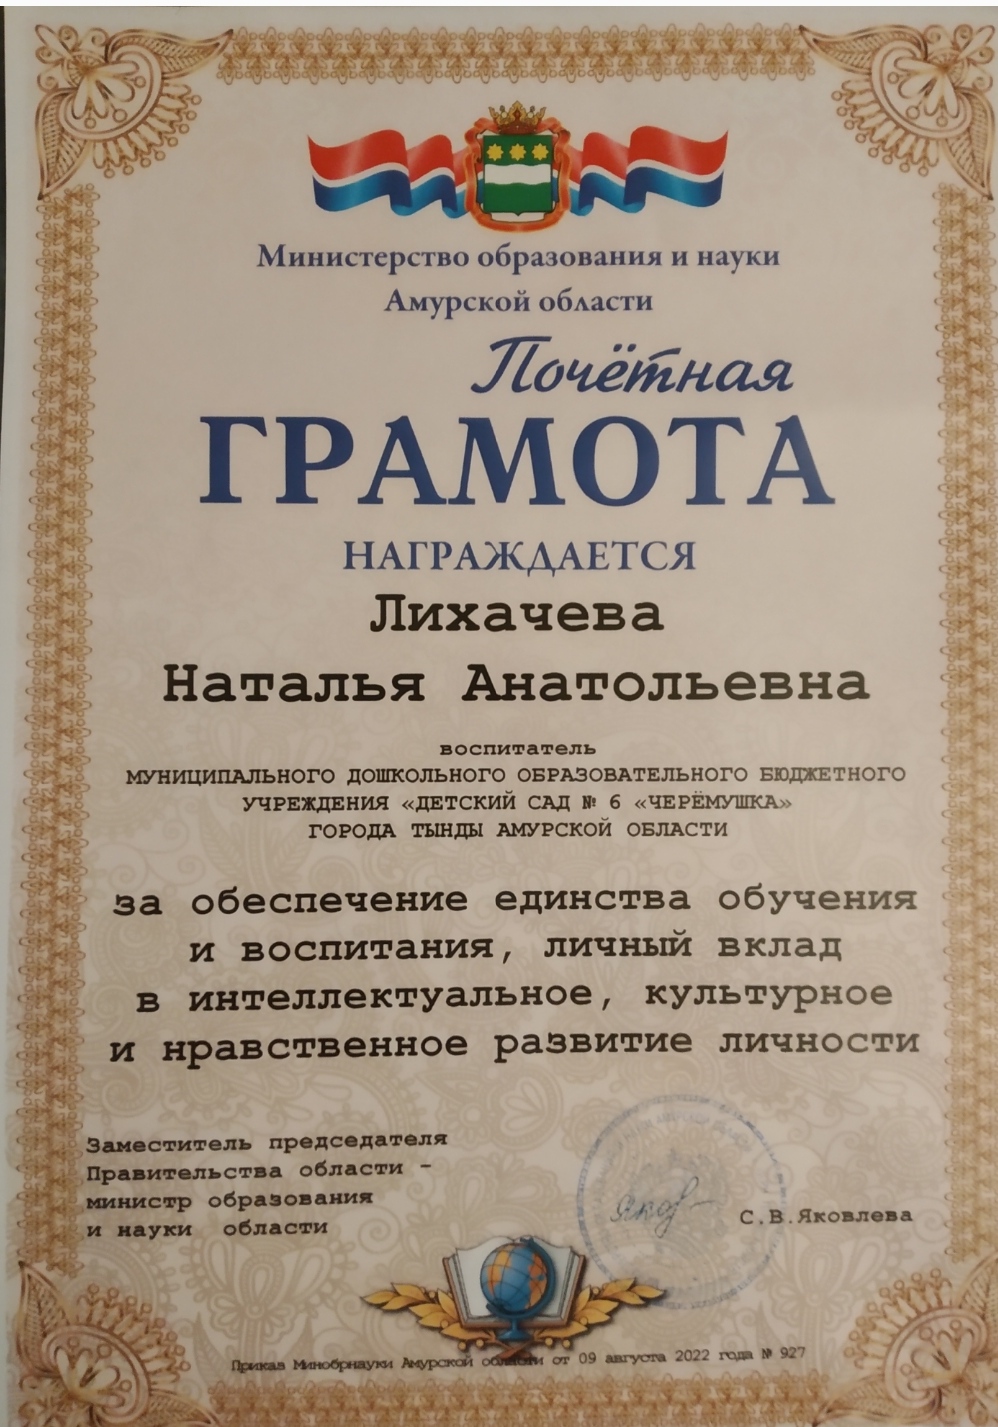 Министерство образования и науки
Амурской области
Почётная
ГРАМОТА
НАГРАЖДАЕТСЯ
Лихачева
Наталья Анатольевна
воспитатель
МУНИЦИПАЛЬНОГО ДОШКОЛЬНОГО ОБРАЗОВАТЕЛЬНОГО БЮДЖЕТНОГО
УЧРЕЖДЕНИЯ «ДЕТСКИЙ САД № 6 «ЧЕРЁМУШКА»
ГОРОДА ТЫНДЫ АМУРСКОЙ ОБЛАСТИ
за обеспечение единства обучения
и воспитания, личный вклад
в интеллектуальное, культурное
и нравственное развитие личности
Заместитель председателя
Правительства области –
министр образования
и науки области
С.В.Яковлева
Приказ Минобрнауки Амурской области от 09 августа 2022 года № 927